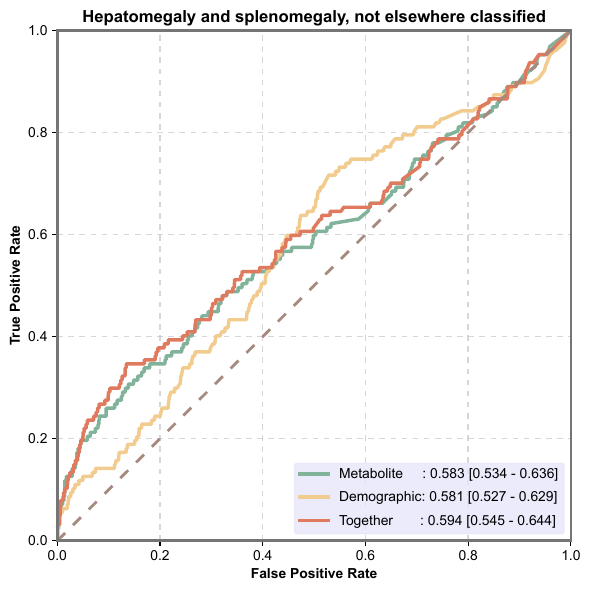 Hepatomegaly and splenomegaly, not elsewhere classified
1.0
0.8
0.6
0.4
0.2
0.0
True Positive Rate
Metabolite : 0.583 [0.534 - 0.636]
Demographic: 0.581 [0.527 - 0.629]
Together : 0.594 [0.545 - 0.644]
0.0 0.2 0.4 0.6 0.8 1.0
False Positive Rate